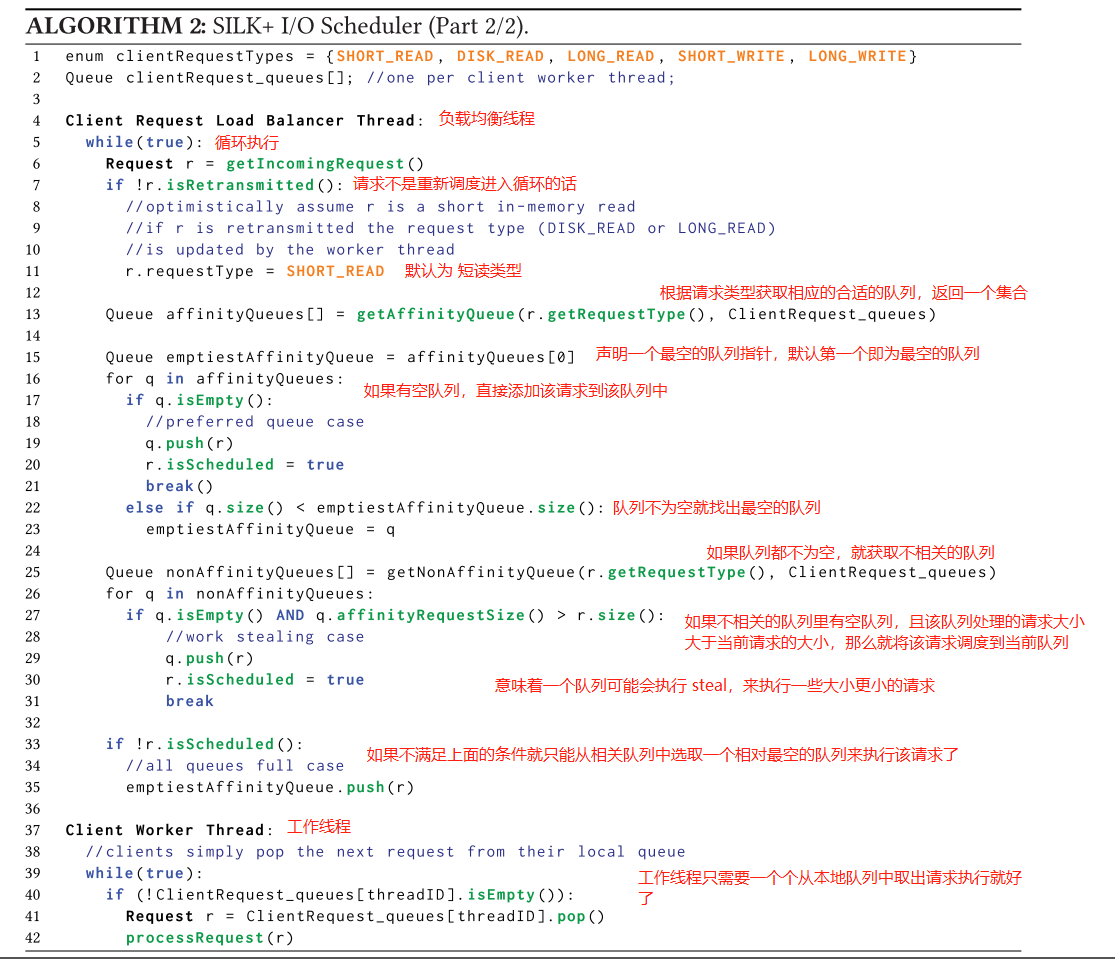 ALGORITHM 2: SILK+ I/O Scheduler (Part 2/2).
1 enum clientRequestTypes = {SHORT_READ, DISK_READ, LONG_READ, SHORT_WRITE, LONG_WRITE}
2 Queue clientRequest_queues[]; //one per client worker thread;
3
4 Client Request Load Balancer Thread: 负载均衡线程
5 while(true): 循环执行
6 Request r = getIncomingRequest()
7 if !r.isRetransmitted(): 请求不是重新调度进入循环的话
8 //optimistically assume r is a short in-memory read
9 //if r is retransmitted the request type (DISK_READ or LONG_READ)
10 //is updated by the worker thread
11 r.requestType = SHORT_READ 默认为 短读类型
12 根据请求类型获取相应的合适的队列，返回一个集合
13 Queue affinityQueues[] = getAffinityQueue(r.getRequestType(), ClientRequest_queues)
14
15 Queue emptiestAffinityQueue = affinityQueues[0] 声明一个最空的队列指针，默认第一个即为最空的队列
16 for q in affinityQueues:
如果有空队列，直接添加该请求到该队列中
17 if q.isEmpty():
18 //preferred queue case
19 q.push(r)
20 r.isScheduled = true
21 break()
22 else if q.size() < emptiestAffinityQueue.size(): 队列不为空就找出最空的队列
23 emptiestAffinityQueue = q
24 如果队列都不为空，就获取不相关的队列
25 Queue nonAffinityQueues[] = getNonAffinityQueue(r.getRequestType(), ClientRequest_queues)
26 for q in nonAffinityQueues:
27 if q.isEmpty() AND q.affinityRequestSize() > r.size(): 如果不相关的队列里有空队列，且该队列处理的请求大小
28 //work stealing case 大于当前请求的大小，那么就将该请求调度到当前队列
29 q.push(r)
30 r.isScheduled = true 意味着一个队列可能会执行 steal，来执行一些大小更小的请求
31 break
32
33 if !r.isScheduled(): 如果不满足上面的条件就只能从相关队列中选取一个相对最空的队列来执行该请求了
34 //all queues full case
35 emptiestAffinityQueue.push(r)
36
37 Client Worker Thread: 工作线程
38 //clients simply pop the next request from their local queue
39 while(true): 工作线程只需要一个个从本地队列中取出请求执行就好
40 if (!ClientRequest_queues[threadID].isEmpty()): 了
41 Request r = ClientRequest_queues[threadID].pop()
42 processRequest(r)